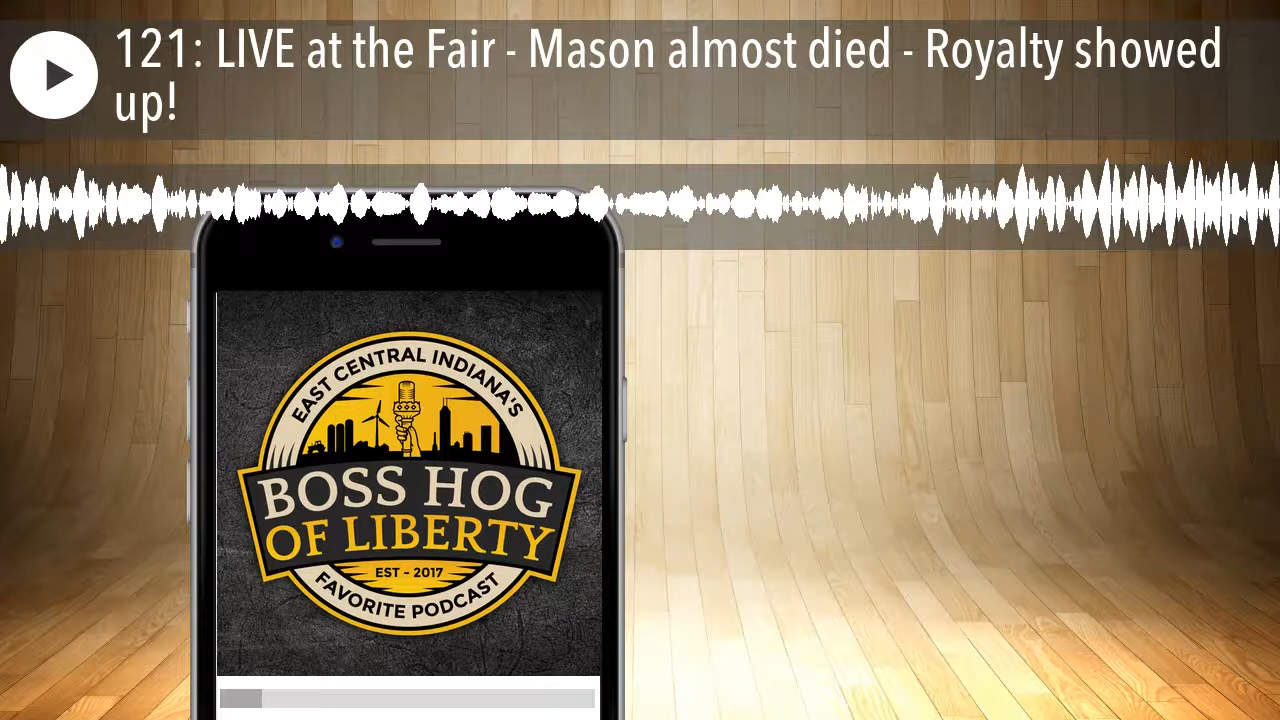 121: LIVE at the Fair - Mason almost died - Royalty showed
up!
EAST CENTRAL INDIANA'S
BOSS HOG
OF LIBERTY
EST - 2017
FAVORITE PODCAST